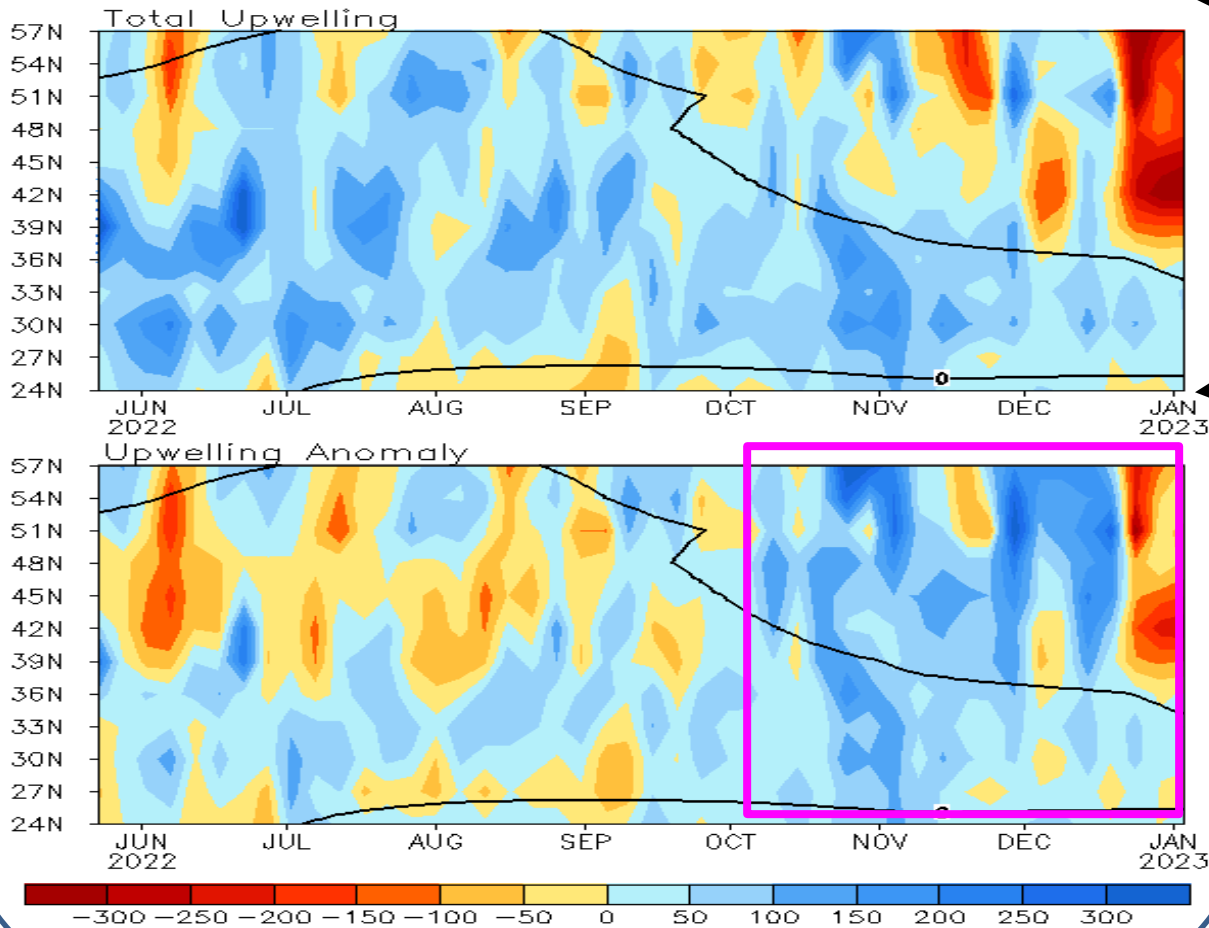 Total Upwelling
57N
54N
51N
48N
45N
42N
39N
36N
33N
30N
27N
24N
0
JUN JUL AUG SEP OCT NOV DEC JAN
2022 2023
Upwelling Anomaly
57N
54N
51N
48N
45N
42N
39N
36N
33N
30N
27N
24N
JUN JUL AUG SEP OCT NOV DEC JAN
2022 2023
−300 −250 −200 −150 −100 −50 0 50 100 150 200 250 300